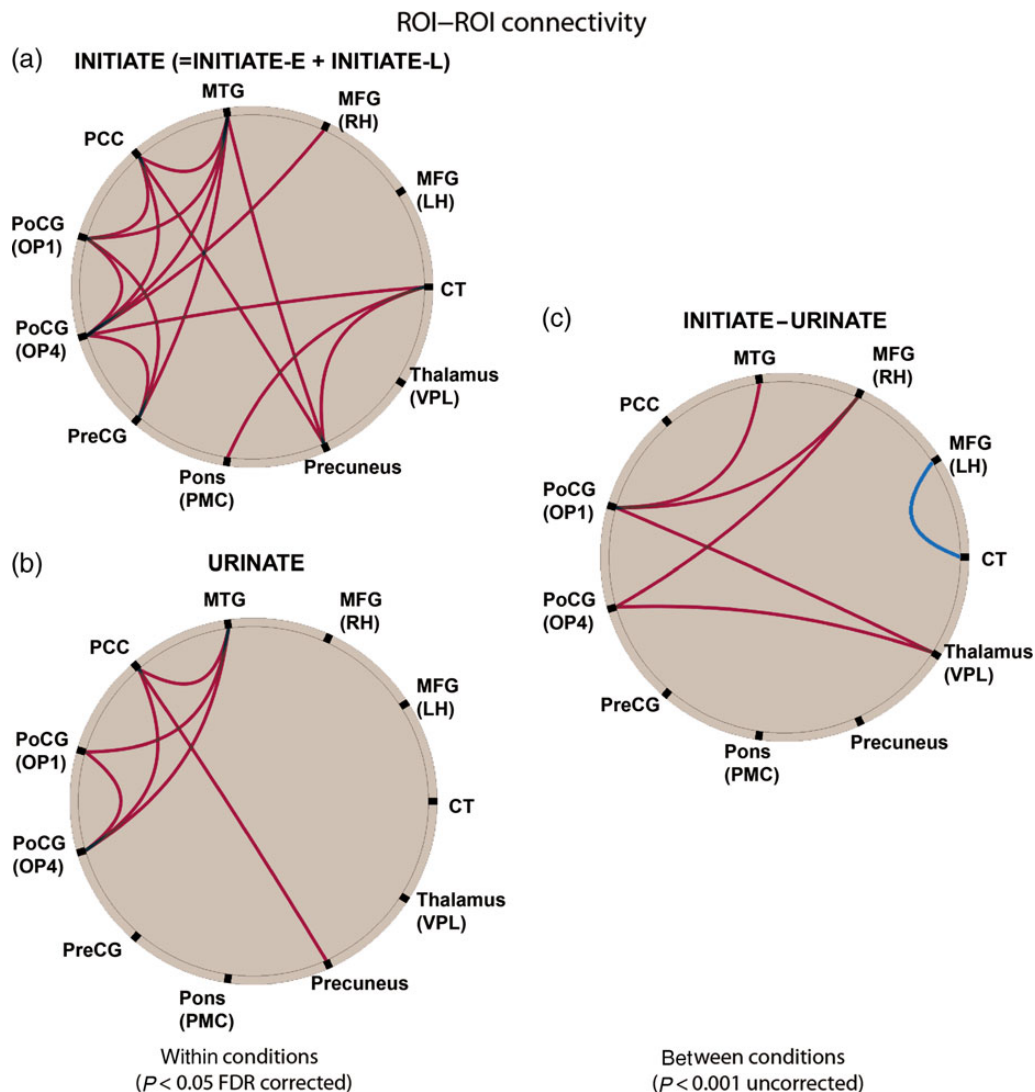 ROI–ROI connectivity
(a)
INITIATE (=INITIATE-E + INITIATE-L)
MTG
MFG
(RH)
PCC
MFG
(LH)
PoCG
(OP1)
CT
PoCG
(OP4)
Thalamus
(VPL)
PreCG
Precuneus
Pons
(PMC)
(b)
URINATE
MTG
MFG
(RH)
PCC
MFG
(LH)
PoCG
(OP1)
CT
PoCG
(OP4)
Thalamus
(VPL)
PreCG
Precuneus
Pons
(PMC)
Within conditions
(P < 0.05 FDR corrected)
(c)
INITIATE–URINATE
MTG
MFG
(RH)
PCC
MFG
(LH)
PoCG
(OP1)
CT
PoCG
(OP4)
Thalamus
(VPL)
PreCG
Precuneus
Pons
(PMC)
Between conditions
(P < 0.001 uncorrected)